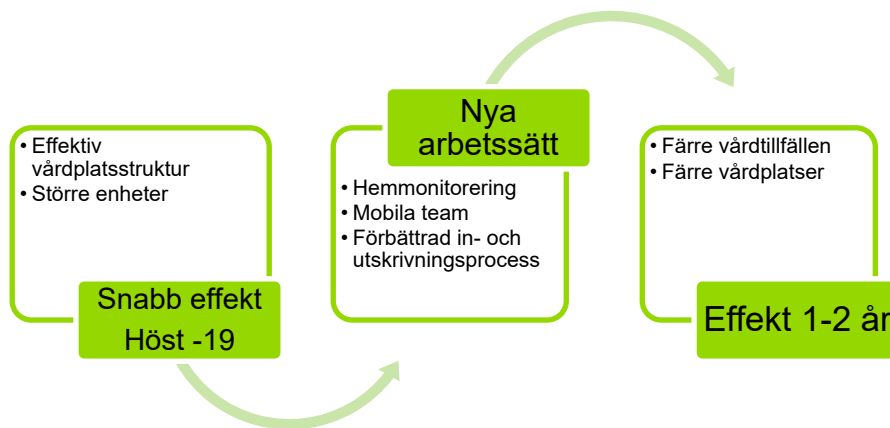 • Effektiv
vårdplatsstruktur
• Större enheter
Snabb effekt
Höst -19
Nya
arbetssätt
• Hemmonitorering
• Mobila team
• Förbättrad in- och
utskrivningsprocess
• Färre vårdtillfällen
• Färre vårdplatser
Effekt 1-2 år